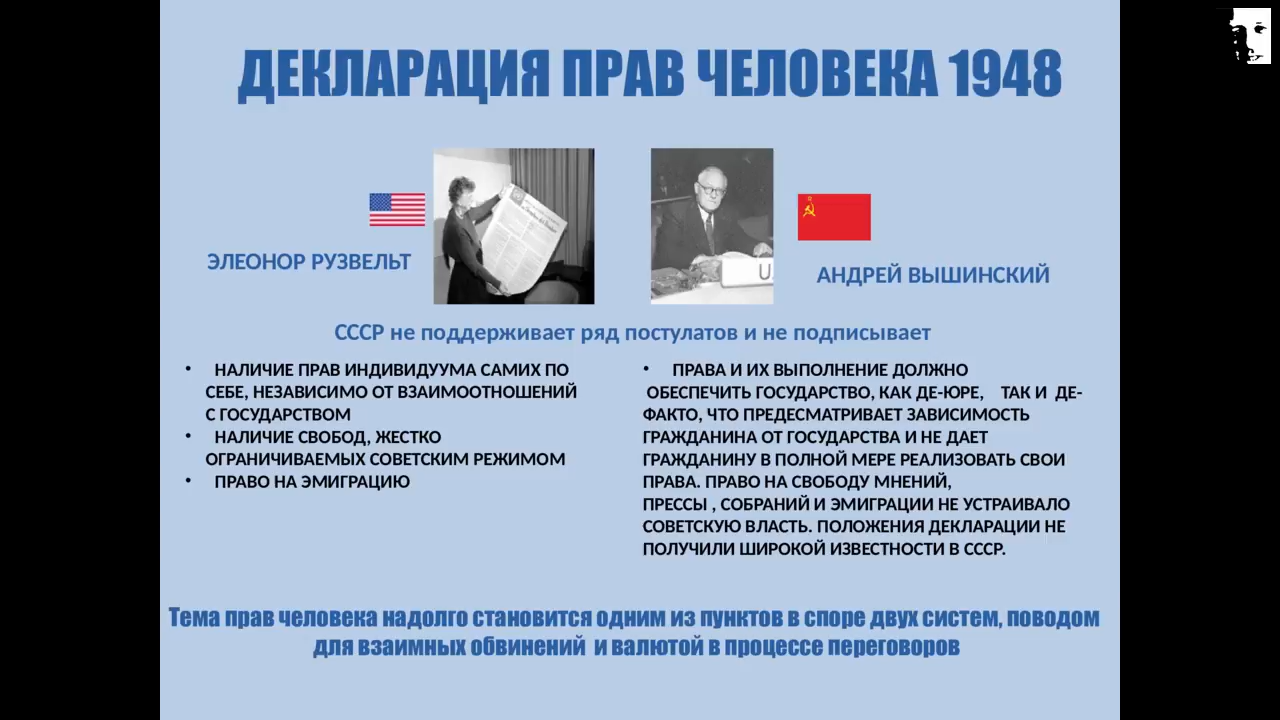 ДЕКЛАРАЦИЯ ПРАВ ЧЕЛОВЕКА 1948
ЭЛЕОНОР РУЗВЕЛЬТ
U.
АНДРЕЙ ВЫШИНСКИЙ
СССР не поддерживает ряд постулатов и не подписывает
• НАЛИЧИЕ ПРАВ ИНДИВИДУУМА САМИХ ПО
СЕБЕ, НЕЗАВИСИМО ОТ ВЗАИМООТНОШЕНИЙ
С ГОСУДАРСТВОМ
• НАЛИЧИЕ СВОБОД, ЖЕСТКО
ОГРАНИЧИВАЕМЫХ СОВЕТСКИМ РЕЖИМОМ
• ПРАВО НА ЭМИГРАЦИЮ
• ПРАВА И ИХ ВЫПОЛНЕНИЕ ДОЛЖНО
ОБЕСПЕЧИТЬ ГОСУДАРСТВО, КАК ДЕ-ЮРЕ, ТАК И ДЕ-
ФАКТО, ЧТО ПРЕДЕСМАТРИВАЕТ ЗАВИСИМОСТЬ
ГРАЖДАНИНА ОТ ГОСУДАРСТВА И НЕ ДАЕТ
ГРАЖДАНИНУ В ПОЛНОЙ МЕРЕ РЕАЛИЗОВАТЬ СВОИ
ПРАВА. ПРАВО НА СВОБОДУ МНЕНИЙ,
ПРЕССЫ , СОБРАНИЙ И ЭМИГРАЦИИ НЕ УСТРАИВАЛО
СОВЕТСКУЮ ВЛАСТЬ. ПОЛОЖЕНИЯ ДЕКЛАРАЦИИ НЕ
ПОЛУЧИЛИ ШИРОКОЙ ИЗВЕСТНОСТИ В СССР.
Тема прав человека надолго становится одним из пунктов в споре двух систем, поводом
для взаимных обвинений и валютой в процессе переговоров